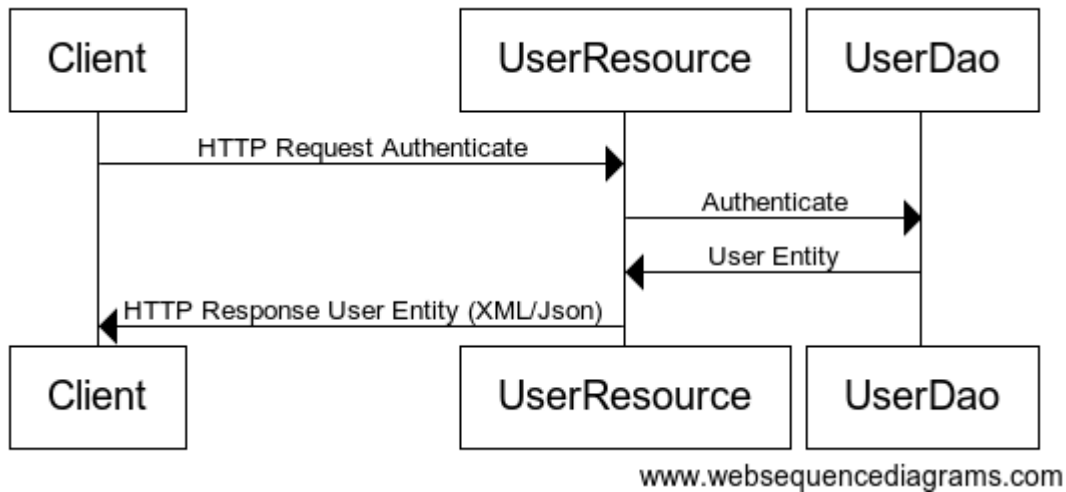 Client
UserResource
UserDao
HTTP Request Authenticate
Authenticate
User Entity
HTTP Response User Entity (XML/Json)
Client
UserResource
UserDao
www.websequencediagrams.com